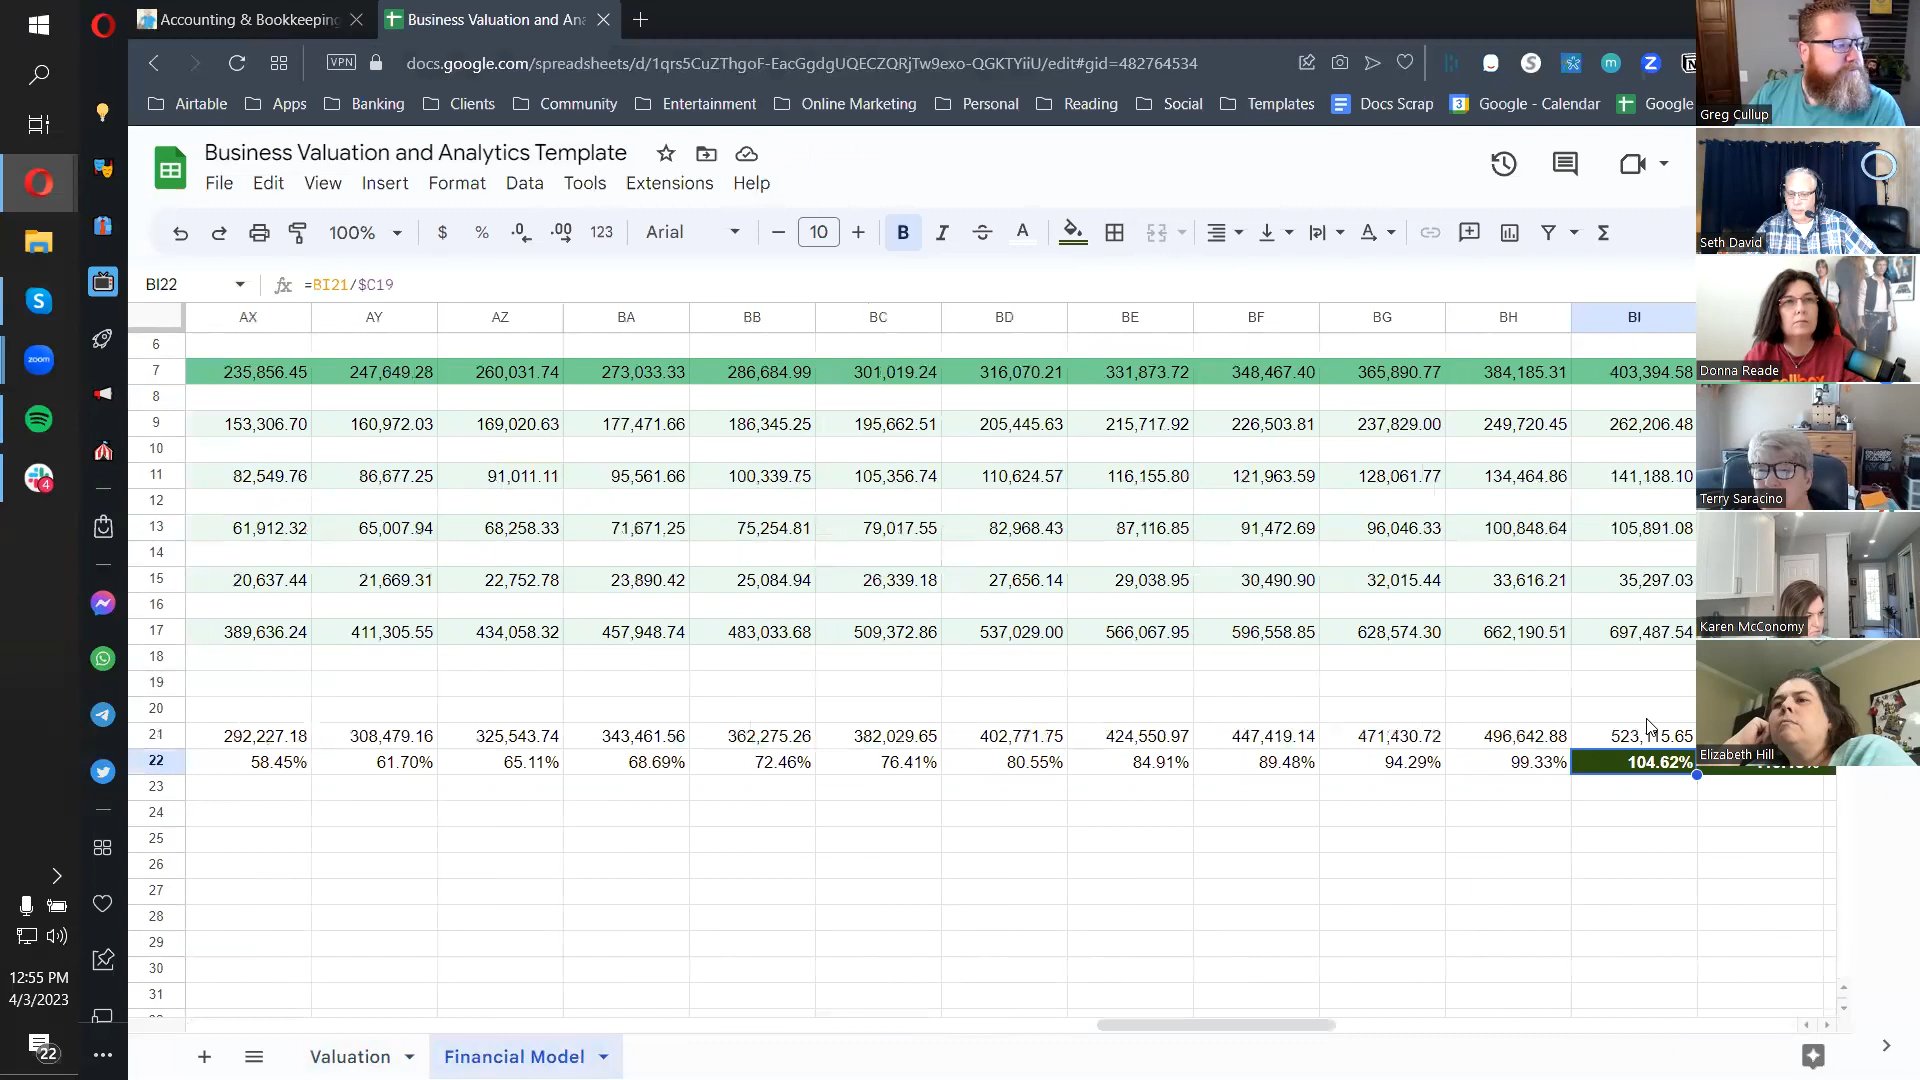 Accounting & Bookkeeping
Business Valuation and Ana
VPN
docs.google.com/spreadsheets/d/1qrs5CuZThgoF-EacGgdgUQECZQRjTw9exo-QGKTYiiU/edit#gid=482764534
Airtable Apps Banking Clients Community Entertainment Online Marketing Personal Reading Social Templates Docs Scrap Google - Calendar Google
Business Valuation and Analytics Template
File Edit View Insert Format Data Tools Extensions Help
100% $ % .0 .00 123 Arial 10 B I S A
BI22 fx =BI21/$C19
AX AY AZ BA BB BC BD BE BF BG BH BI
6
7 235,856.45 247,649.28 260,031.74 273,033.33 286,684.99 301,019.24 316,070.21 331,873.72 348,467.40 365,890.77 384,185.31 403,394.58
8
9 153,306.70 160,972.03 169,020.63 177,471.66 186,345.25 195,662.51 205,445.63 215,717.92 226,503.81 237,829.00 249,720.45 262,206.48
10
11 82,549.76 86,677.25 91,011.11 95,561.66 100,339.75 105,356.74 110,624.57 116,155.80 121,963.59 128,061.77 134,464.86 141,188.10
12
13 61,912.32 65,007.94 68,258.33 71,671.25 75,254.81 79,017.55 82,968.43 87,116.85 91,472.69 96,046.33 100,848.64 105,891.08
14
15 20,637.44 21,669.31 22,752.78 23,890.42 25,084.94 26,339.18 27,656.14 29,038.95 30,490.90 32,015.44 33,616.21 35,297.03
16
17 389,636.24 411,305.55 434,058.32 457,948.74 483,033.68 509,372.86 537,029.00 566,067.95 596,558.85 628,574.30 662,190.51 697,487.54
18
19
20
21 292,227.18 308,479.16 325,543.74 343,461.56 362,275.26 382,029.65 402,771.75 424,550.97 447,419.14 471,430.72 496,642.88
22 58.45% 61.70% 65.11% 68.69% 72.46% 76.41% 80.55% 84.91% 89.48% 94.29% 99.33% 104.62%
23
24
25
26
27
28
29
30
31
Valuation Financial Model
Greg Cullup
Seth David
Donna Reade
Terry Saracino
Karen McConomy
Elizabeth Hill
zoom
4
12:55 PM
4/3/2023
22